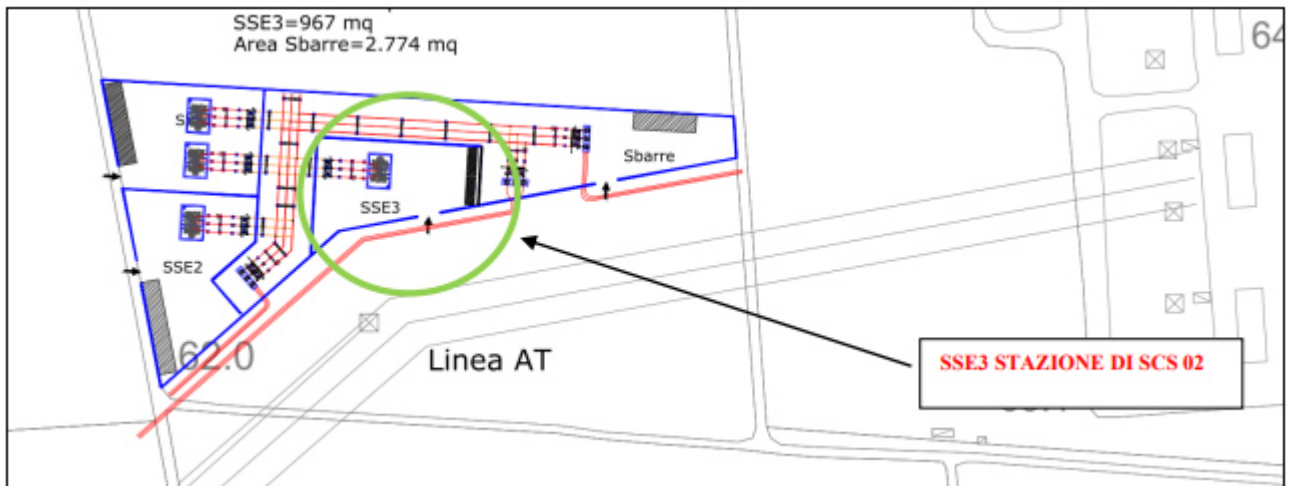 SSE3=967 mq
Area Sbarre=2.774 mq
Sbarre
SSE3
SSE2
62.0
Linea AT
SSE3 STAZIONE DI SCS 02